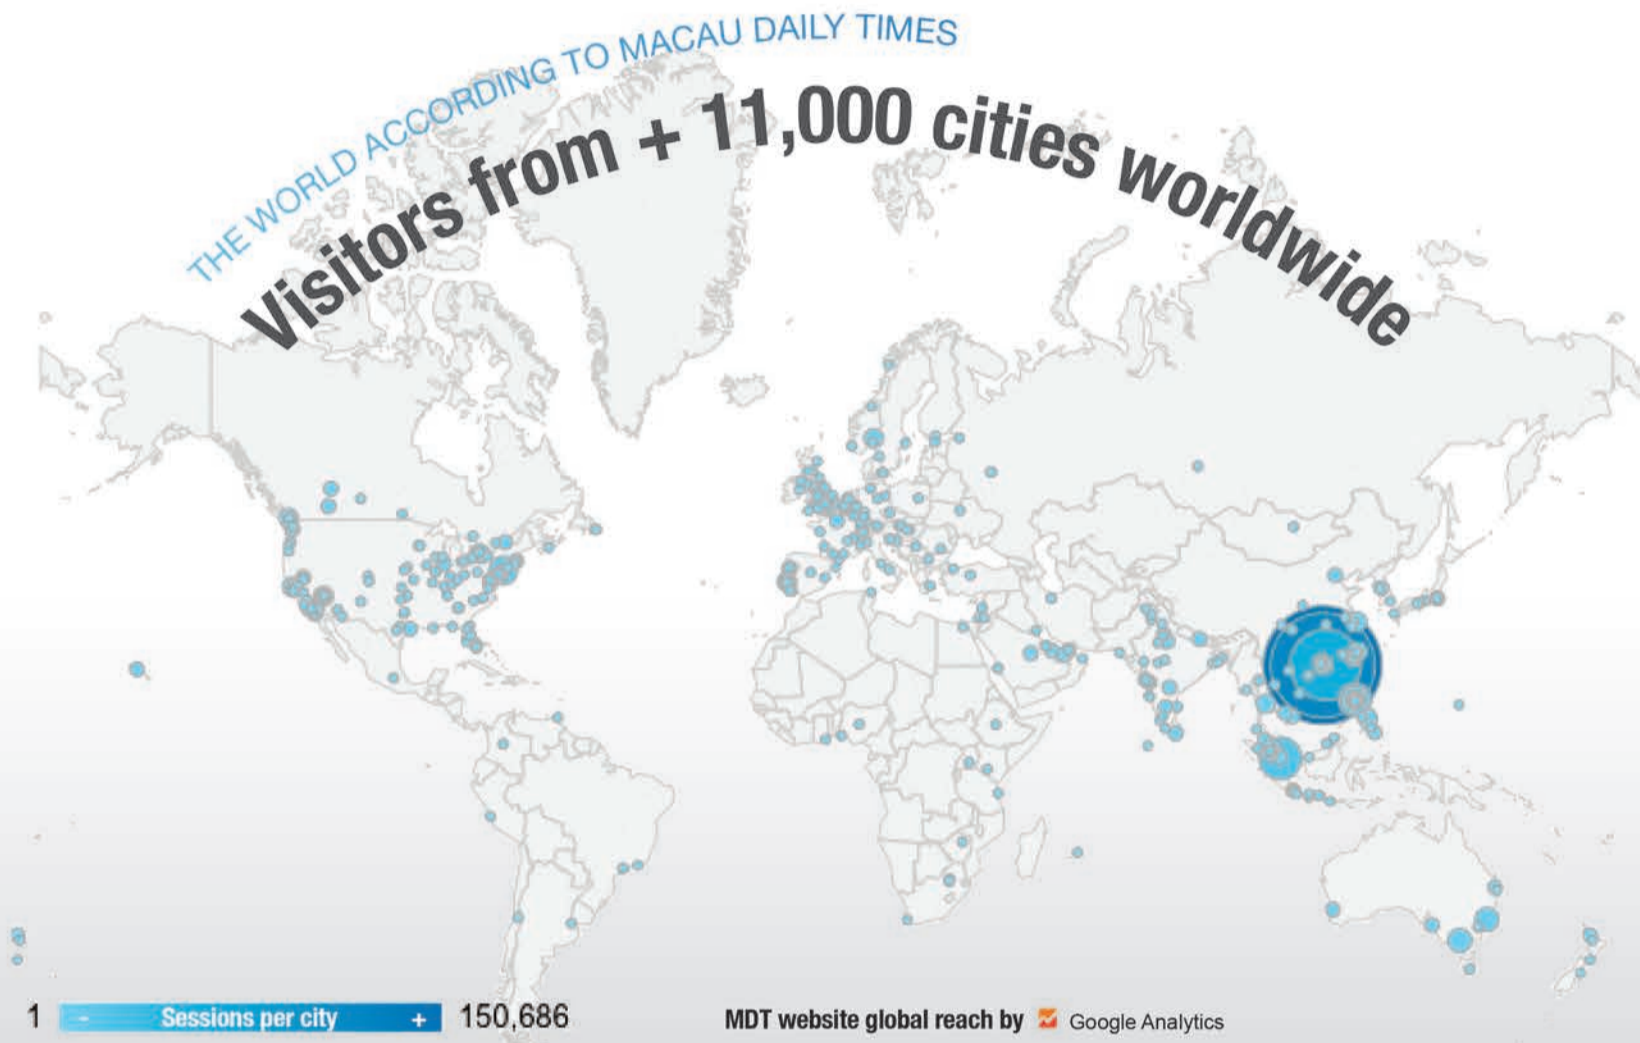 THE WORLD ACCORDING TO MACAU DAILY TIMES
Visitors from + 11,000 cities worldwide
1 - Sessions per city + 150,686
MDT website global reach by Google Analytics